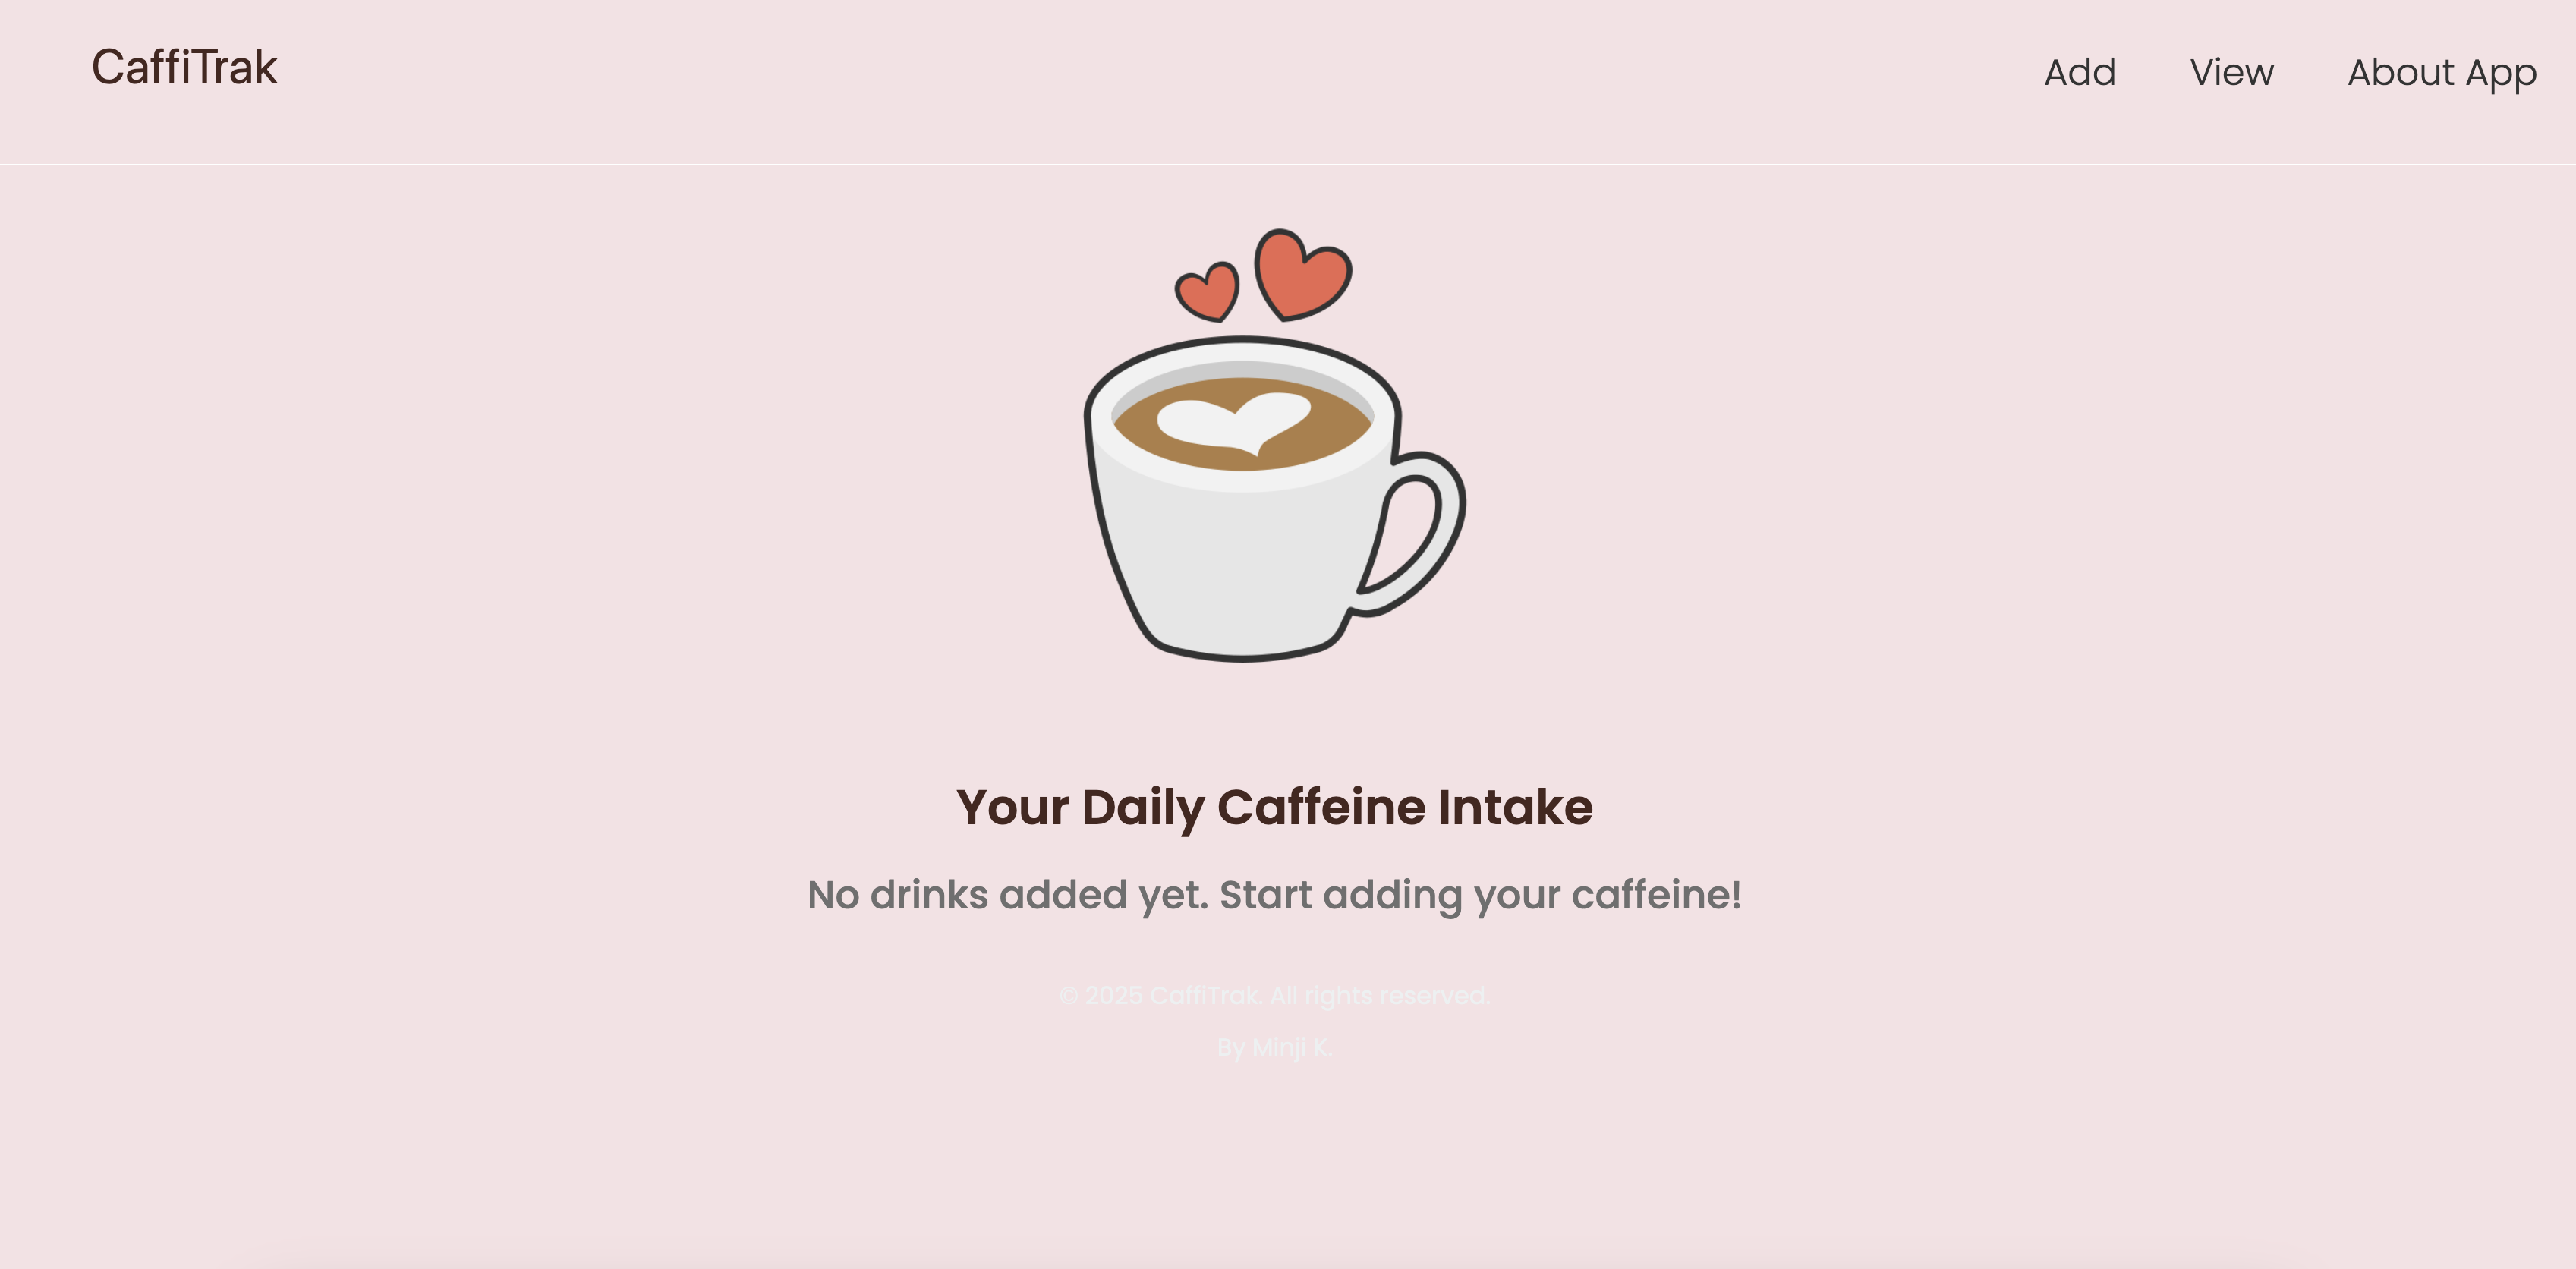 CaffiTrak
Add View About App
Your Daily Caffeine Intake
No drinks added yet. Start adding your caffeine!
© 2025 CaffiTrak. All rights reserved.
By Minji K.